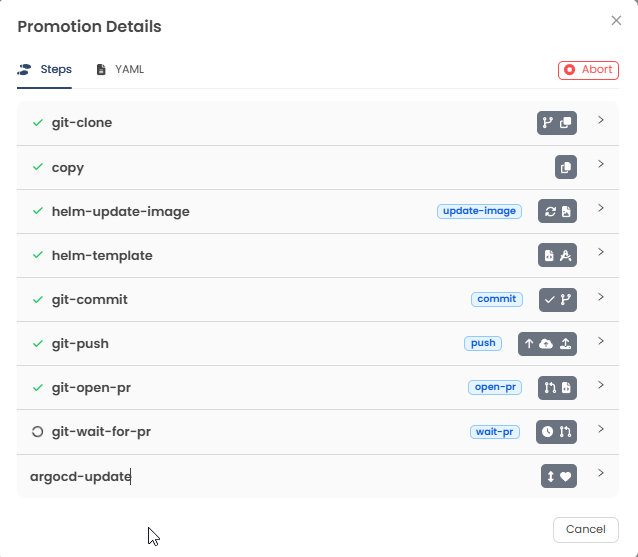 Promotion Details
Steps
YAML
Abort
git-clone
copy
helm-update-image update-image
helm-template
git-commit commit
git-push push
git-open-pr open-pr
git-wait-for-pr wait-pr
argocd-update
Cancel